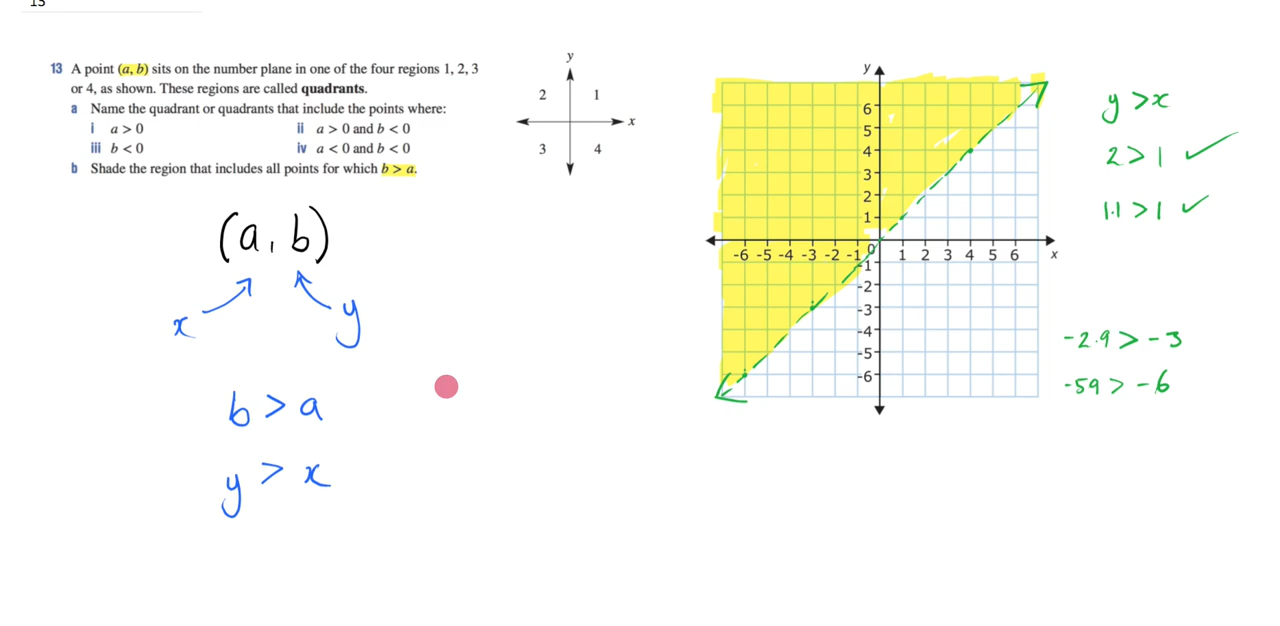 13
13 A point (a, b) sits on the number plane in one of the four regions 1, 2, 3
or 4, as shown. These regions are called quadrants.
a Name the quadrant or quadrants that include the points where:
i a > 0 ii a > 0 and b < 0
iii b < 0 iv a < 0 and b < 0
b Shade the region that includes all points for which b > a.
y
2 1
x
3 4
(a, b)
x y
b > a
y > x
y
6
5
4
3
2
1
-6 -5 -4 -3 -2 -1 0 1 2 3 4 5 6 x
-1
-2
-3
-4
-5
-6
y > x
2 > 1 ✓
1.1 > 1 ✓
-2.9 > -3
-59 > -6